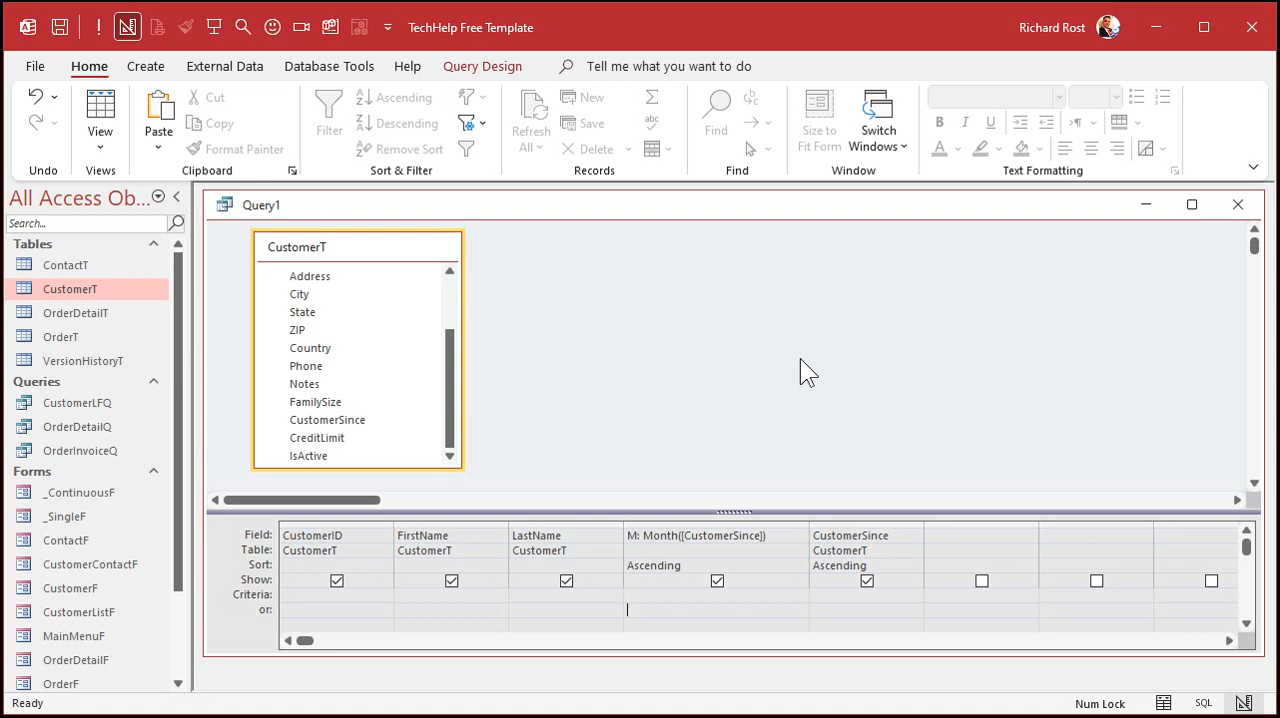 TechHelp Free Template
Richard Rost
File Home Create External Data Database Tools Help Query Design Tell me what you want to do
View
Paste
Cut
Copy
Format Painter
Filter
Ascending
Descending
Remove Sort
Refresh
All
New
Save
Delete
Find
Size to
Fit Form
Switch
Windows
B I U
Undo Views Clipboard Sort & Filter Records Find Window Text Formatting
All Access Ob...
Search...
Tables
ContactT
CustomerT
OrderDetailT
OrderT
VersionHistoryT
Queries
CustomerLFQ
OrderDetailQ
OrderInvoiceQ
Forms
_ContinuousF
_SingleF
ContactF
CustomerContactF
CustomerF
CustomerListF
MainMenuF
OrderDetailF
OrderF
Query1
CustomerT
Address
City
State
ZIP
Country
Phone
Notes
FamilySize
CustomerSince
CreditLimit
IsActive
Field: CustomerID FirstName LastName M: Month([CustomerSince]) CustomerSince
Table: CustomerT CustomerT CustomerT CustomerT
Sort: Ascending Ascending
Show:
Criteria:
or:
Ready
Num Lock
SQL